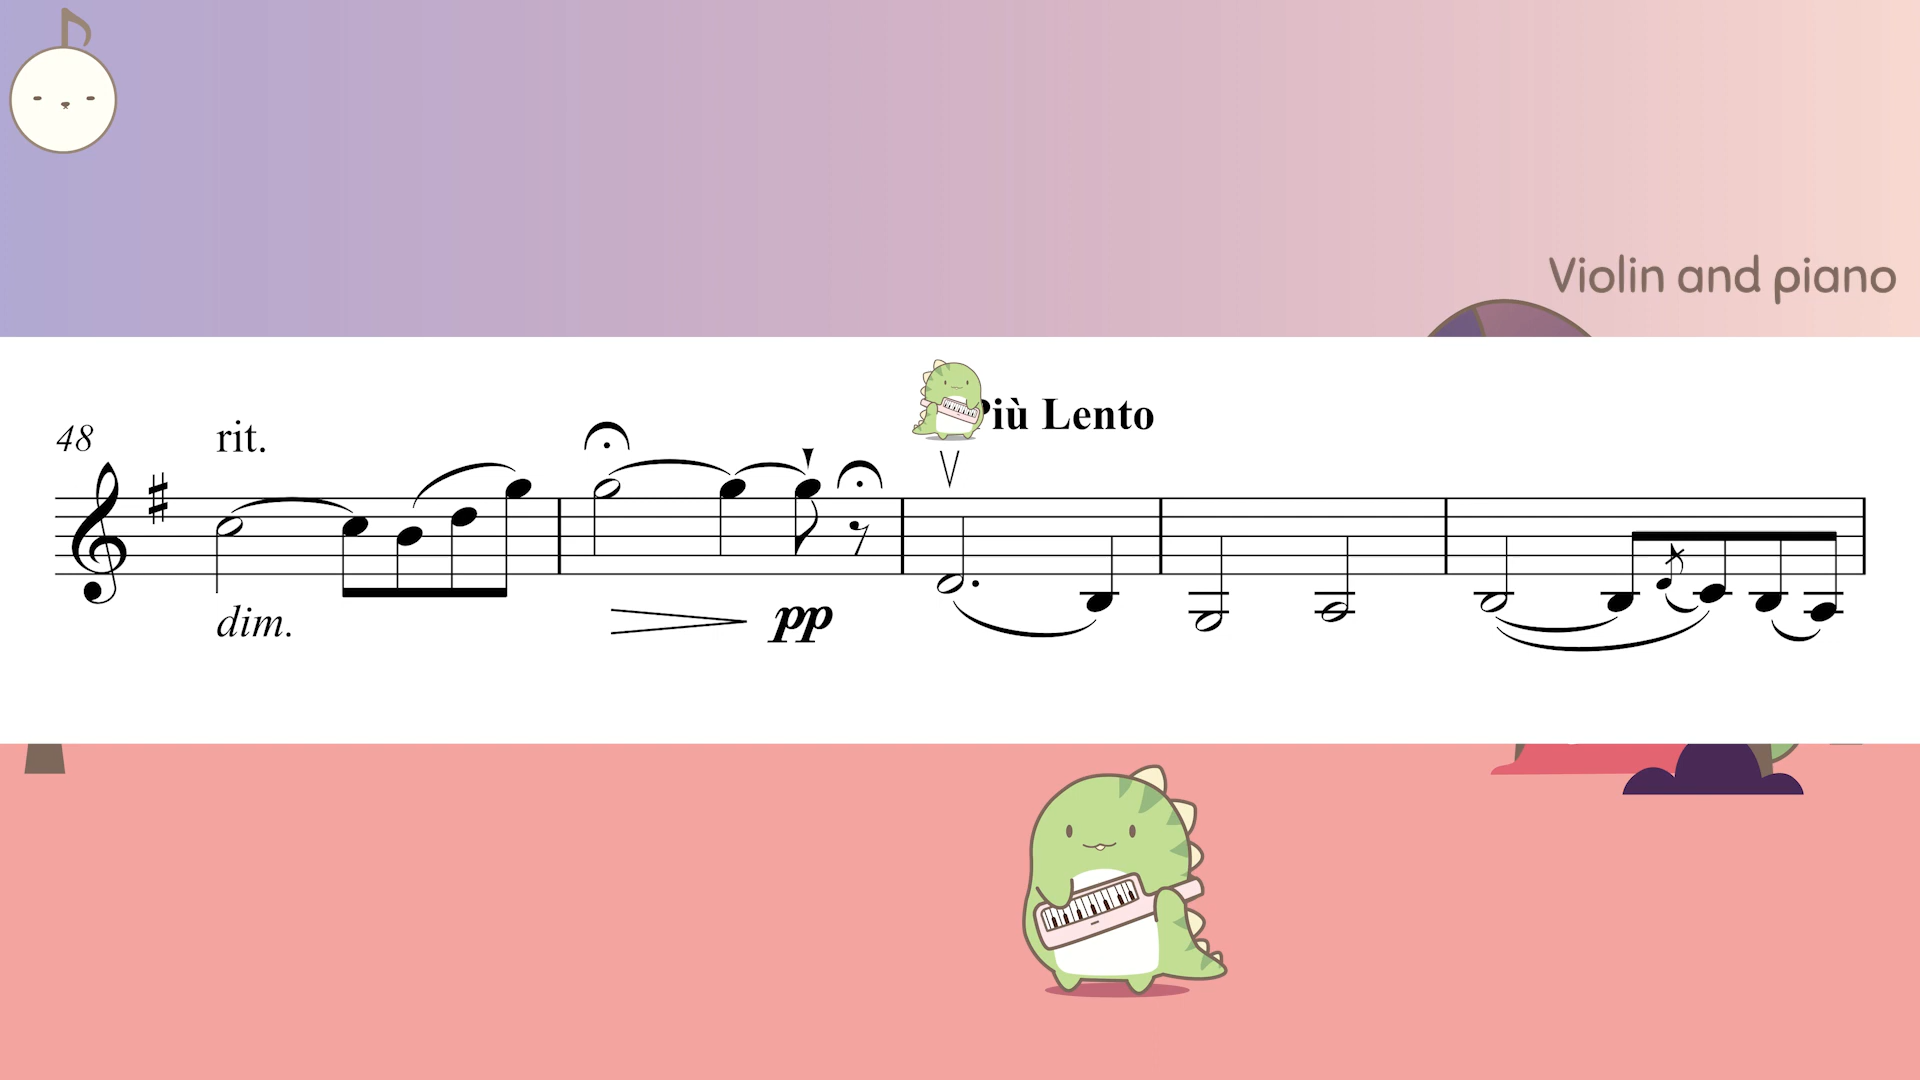 Violin and piano
Più Lento
48
rit.
dim.
pp